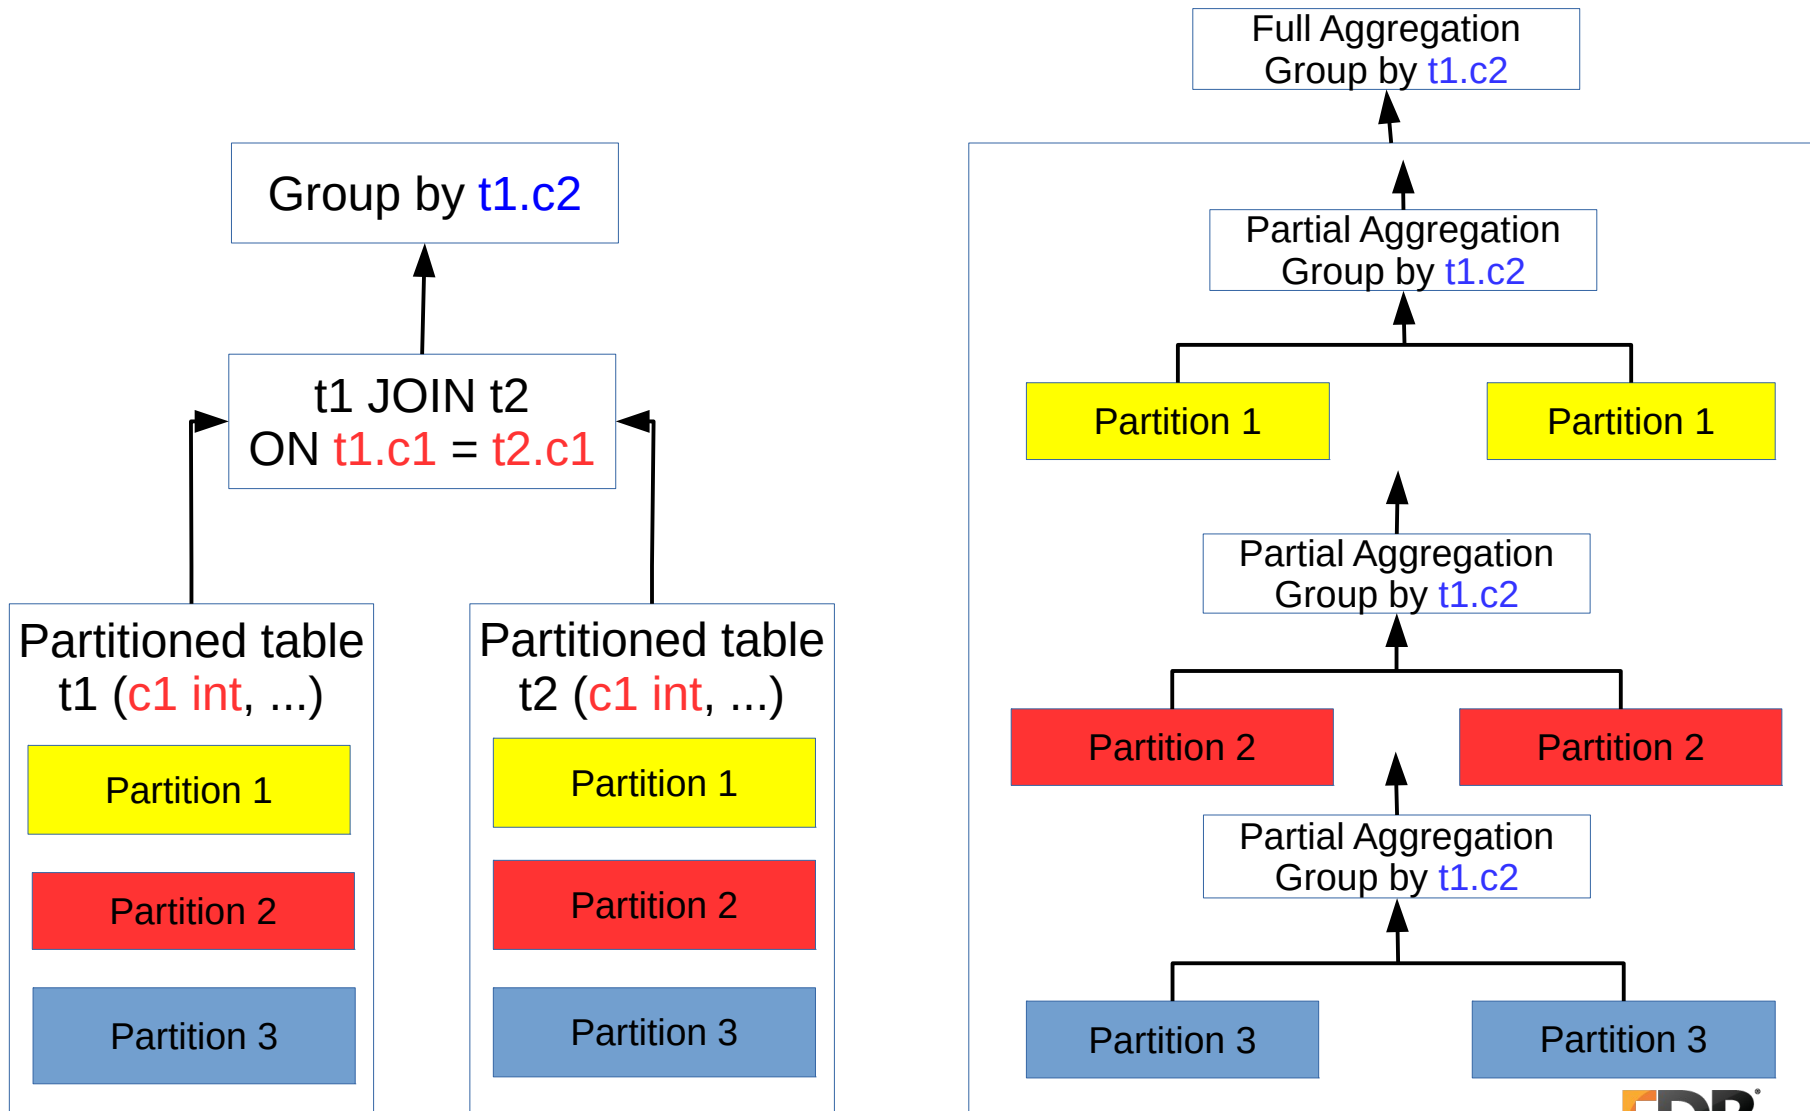 Group by t1.c2
t1 JOIN t2
ON t1.c1 = t2.c1
Partitioned table
t1 (c1 int, ...)
Partition 1
Partition 2
Partition 3
Partitioned table
t2 (c1 int, ...)
Partition 1
Partition 2
Partition 3
Full Aggregation
Group by t1.c2
Partial Aggregation
Group by t1.c2
Partition 1
Partition 1
Partial Aggregation
Group by t1.c2
Partition 2
Partition 2
Partial Aggregation
Group by t1.c2
Partition 3
Partition 3